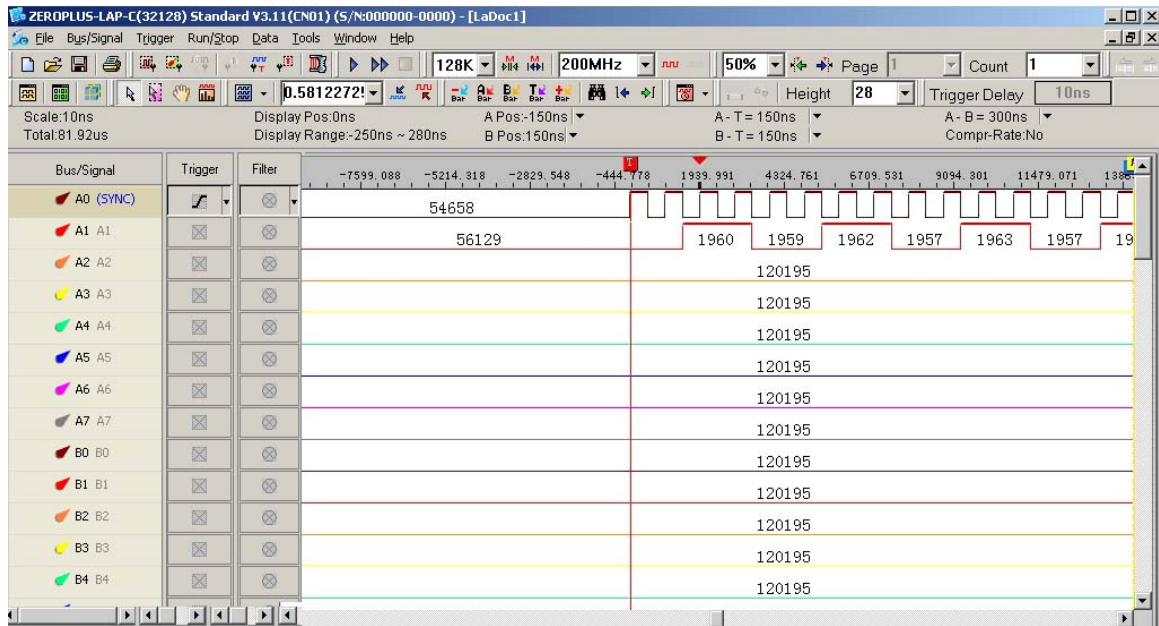 ZEROPLUS-LAP-C(32128) Standard V3.11(CN01) (S/N:000000-0000) - [LaDoc1]
File Bus/Signal Trigger Run/Stop Data Tools Window Help
128K 200MHz 50% Page 1 Count 1
Height 28 Trigger Delay 10ns
Scale:10ns Display Pos:0ns A Pos:-150ns A - T = 150ns A - B = 300ns
Total:81.92us Display Range:-250ns ~ 280ns B Pos:150ns B - T = 150ns Compr-Rate:No
Bus/Signal Trigger Filter -7599.088 -5214.318 -2829.548 -444.778 1939.991 4324.761 6709.531 9094.301 11479.071
A0 (SYNC) 54658
A1 A1 56129 1960 1959 1962 1957 1963 1957 19
A2 A2 120195
A3 A3 120195
A4 A4 120195
A5 A5 120195
A6 A6 120195
A7 A7 120195
B0 B0 120195
B1 B1 120195
B2 B2 120195
B3 B3 120195
B4 B4 120195